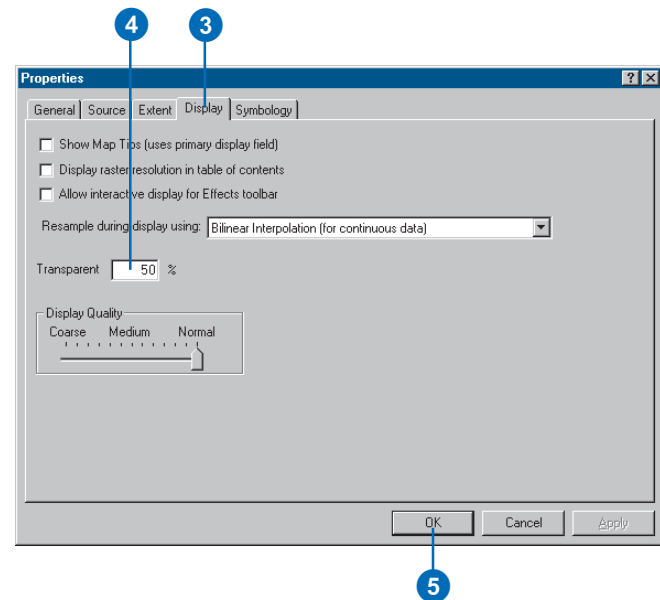 4 3
Properties
General Source Extent Display Symbology
Show Map Tips (uses primary display field)
Display raster resolution in table of contents
Allow interactive display for Effects toolbar
Resample during display using: Bilinear Interpolation (for continuous data)
Transparent 50 %
Display Quality
Coarse Medium Normal
OK Cancel Apply
5